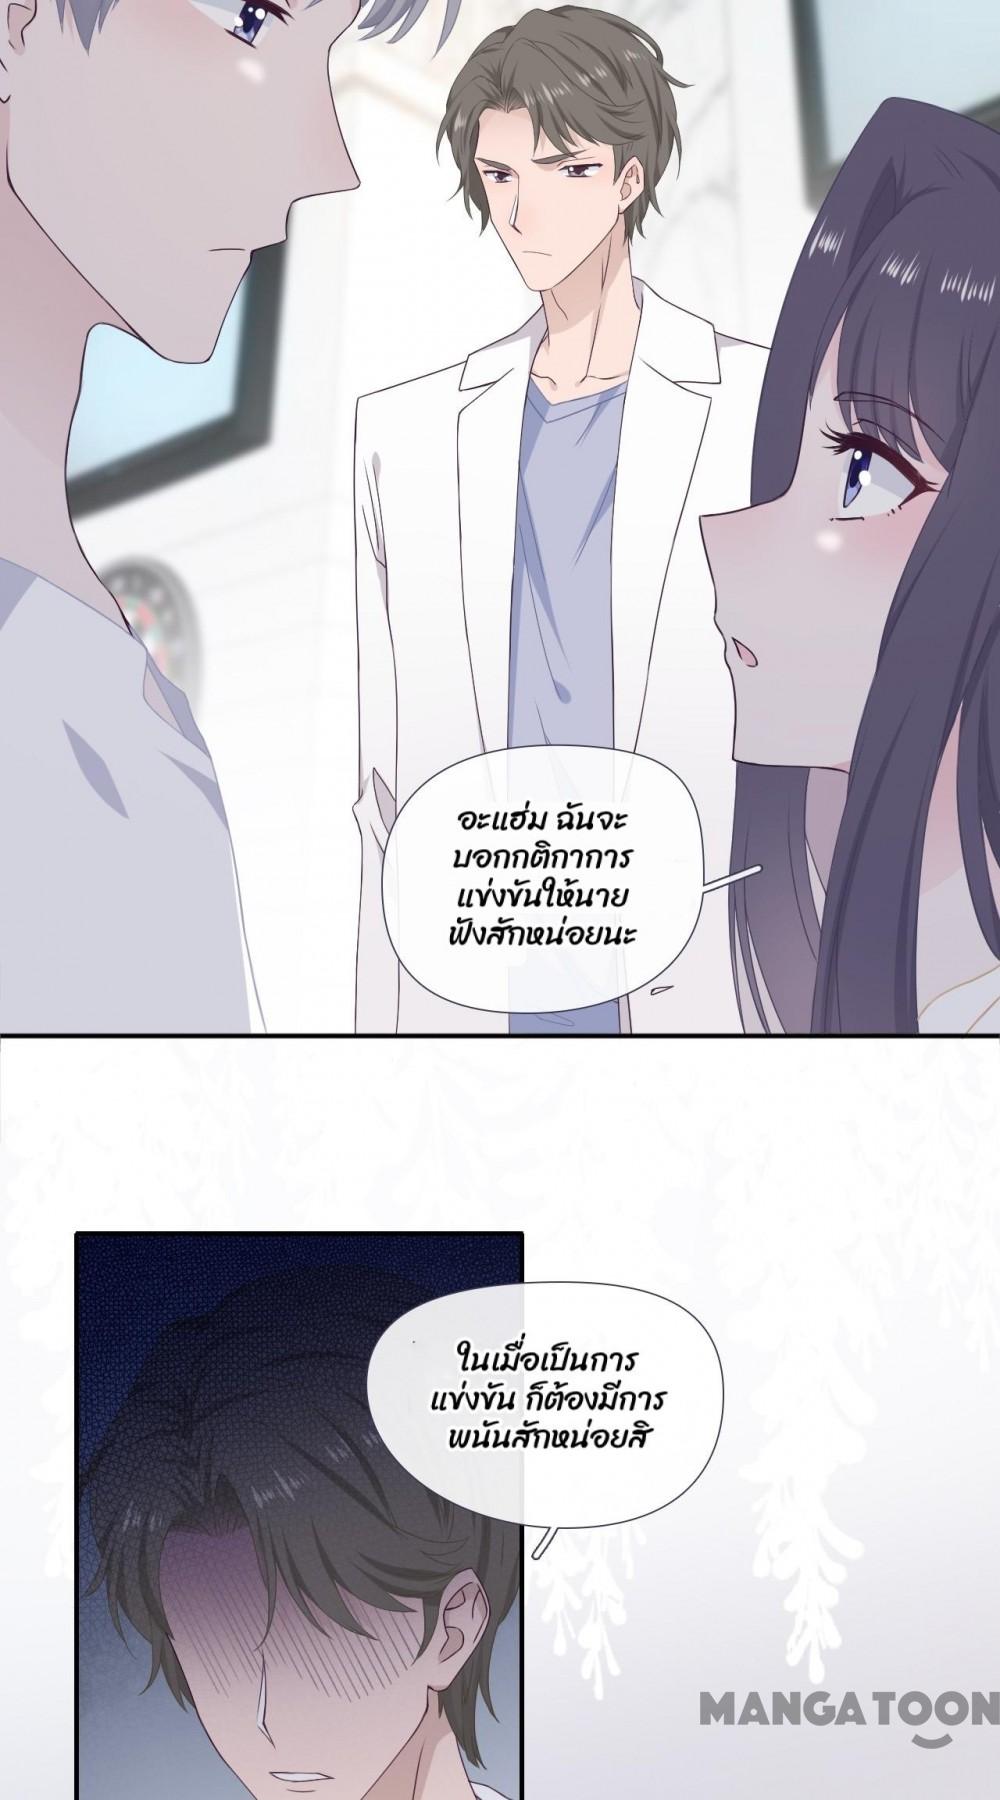 อะแฮ่ม ฉันจะ
บอกกติกาการ
แข่งขันให้นาย
ฟังสักหน่อยนะ
ในเมื่อเป็นการ
แข่งขัน ก็ต้องมีการ
พนันสักหน่อยสิ
MANGATOON